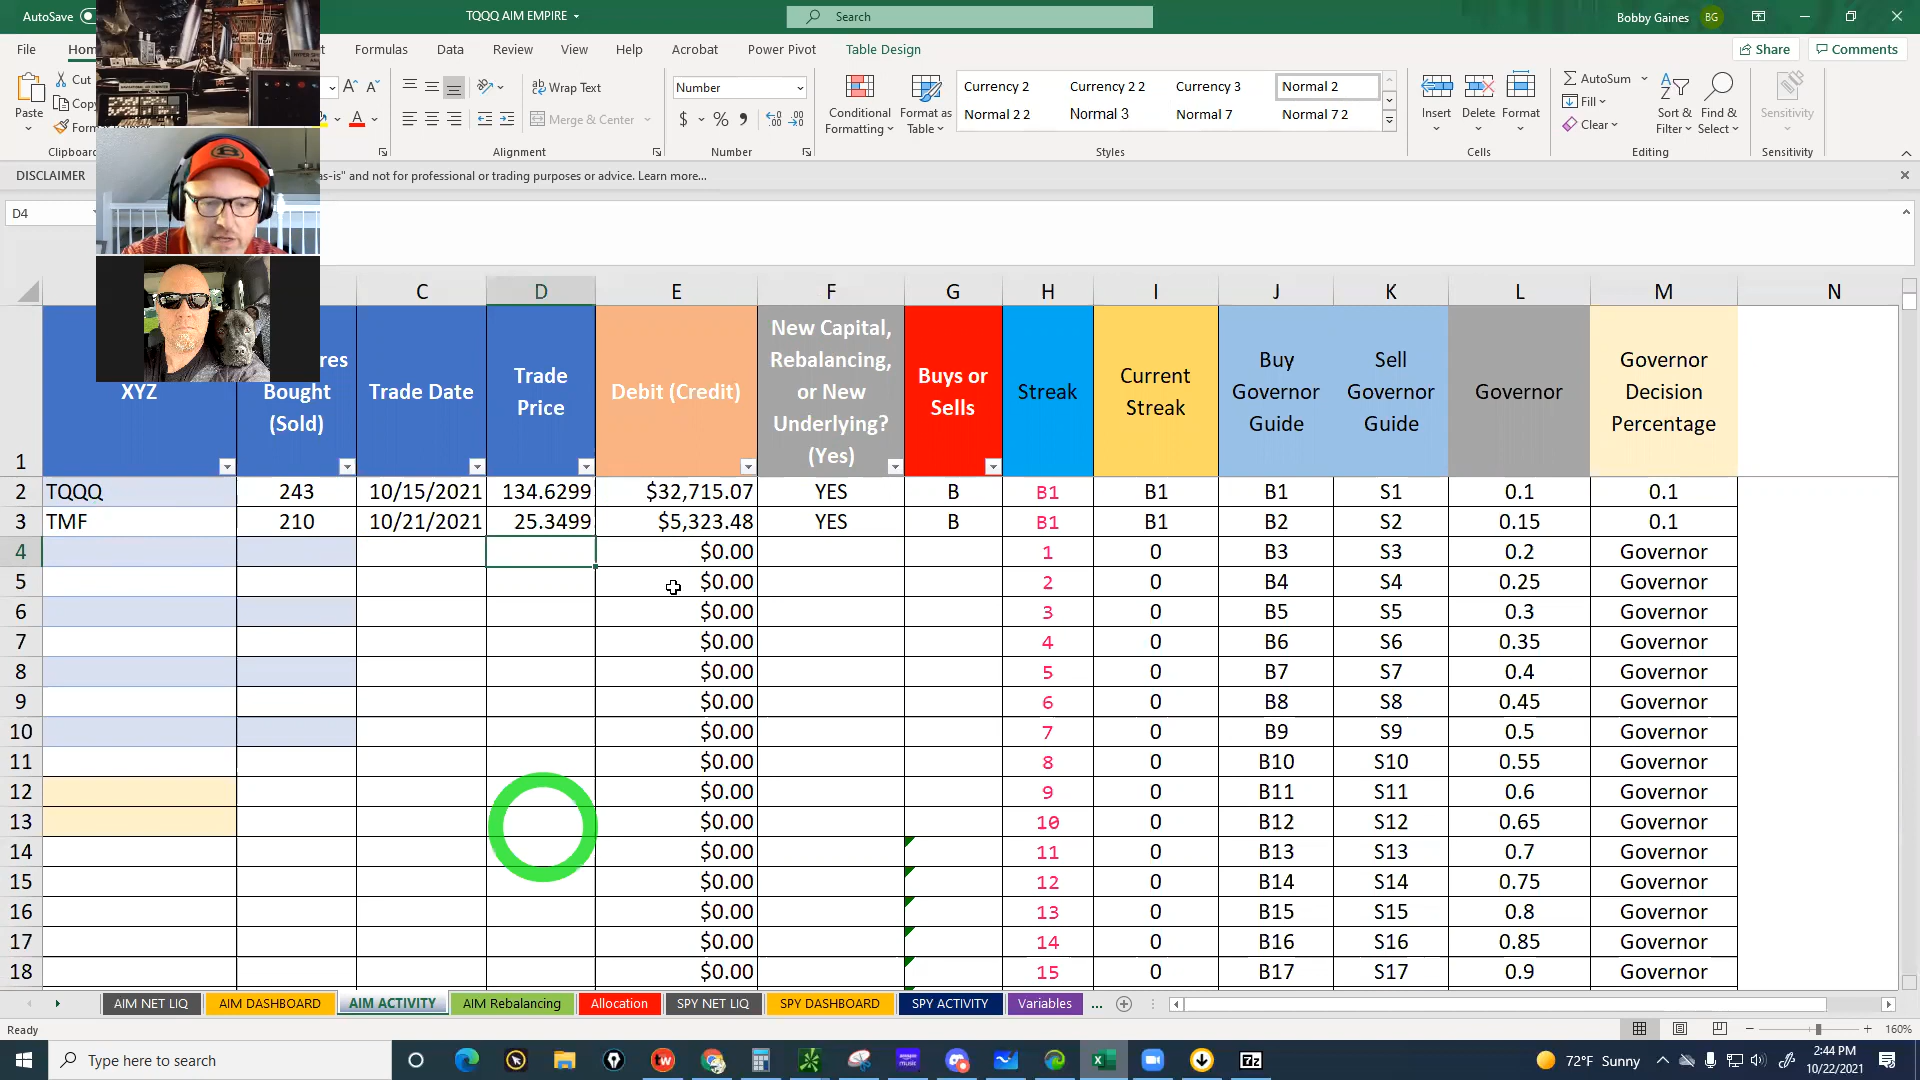 AutoSave
TQQQ AIM EMPIRE
Search
Bobby Gaines
BG
File
Hom
t
Formulas
Data
Review
View
Help
Acrobat
Power Pivot
Table Design
Share
Comments
Paste
Cut
Copy
Forma
Clipboard
Wrap Text
Merge & Center
Alignment
Number
$ % 9
Number
Conditional
Formatting
Format as
Table
Currency 2
Currency 2 2
Currency 3
Normal 2
Normal 2 2
Normal 3
Normal 7
Normal 7 2
Styles
Insert
Delete
Format
Cells
AutoSum
Fill
Clear
Sort &
Filter
Find &
Select
Editing
Sensitivity
Sensitivity
DISCLAIMER
as-is" and not for professional or trading purposes or advice. Learn more...
D4
C D E F G H I J K L M N
1
XYZ
res
Bought
(Sold)
Trade Date
Trade
Price
Debit (Credit)
New Capital,
Rebalancing,
or New
Underlying?
(Yes)
Buys or
Sells
Streak
Current
Streak
Buy
Governor
Guide
Sell
Governor
Guide
Governor
Governor
Decision
Percentage
2 TQQQ 243 10/15/2021 134.6299 $32,715.07 YES B B1 B1 B1 S1 0.1 0.1
3 TMF 210 10/21/2021 25.3499 $5,323.48 YES B B1 B1 B2 S2 0.15 0.1
4 $0.00 1 0 B3 S3 0.2 Governor
5 $0.00 2 0 B4 S4 0.25 Governor
6 $0.00 3 0 B5 S5 0.3 Governor
7 $0.00 4 0 B6 S6 0.35 Governor
8 $0.00 5 0 B7 S7 0.4 Governor
9 $0.00 6 0 B8 S8 0.45 Governor
10 $0.00 7 0 B9 S9 0.5 Governor
11 $0.00 8 0 B10 S10 0.55 Governor
12 $0.00 9 0 B11 S11 0.6 Governor
13 $0.00 10 0 B12 S12 0.65 Governor
14 $0.00 11 0 B13 S13 0.7 Governor
15 $0.00 12 0 B14 S14 0.75 Governor
16 $0.00 13 0 B15 S15 0.8 Governor
17 $0.00 14 0 B16 S16 0.85 Governor
18 $0.00 15 0 B17 S17 0.9 Governor
AIM NET LIQ
AIM DASHBOARD
AIM ACTIVITY
AIM Rebalancing
Allocation
SPY NET LIQ
SPY DASHBOARD
SPY ACTIVITY
Variables
...
Ready
160%
Type here to search
72°F Sunny
2:44 PM
10/22/2021